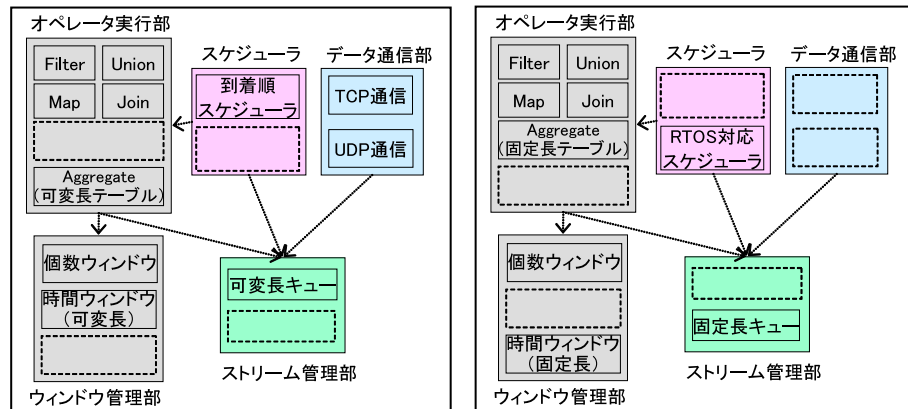 オペレータ実行部
Filter
Union
Map
Join
Aggregate
(可変長テーブル)
スケジューラ
到着順
スケジューラ
データ通信部
TCP通信
UDP通信
個数ウィンドウ
時間ウィンドウ
(可変長)
ウィンドウ管理部
可変長キュー
ストリーム管理部
オペレータ実行部
Filter
Union
Map
Join
Aggregate
(固定長テーブル)
スケジューラ
RTOS対応
スケジューラ
データ通信部
個数ウィンドウ
時間ウィンドウ
(固定長)
ウィンドウ管理部
固定長キュー
ストリーム管理部